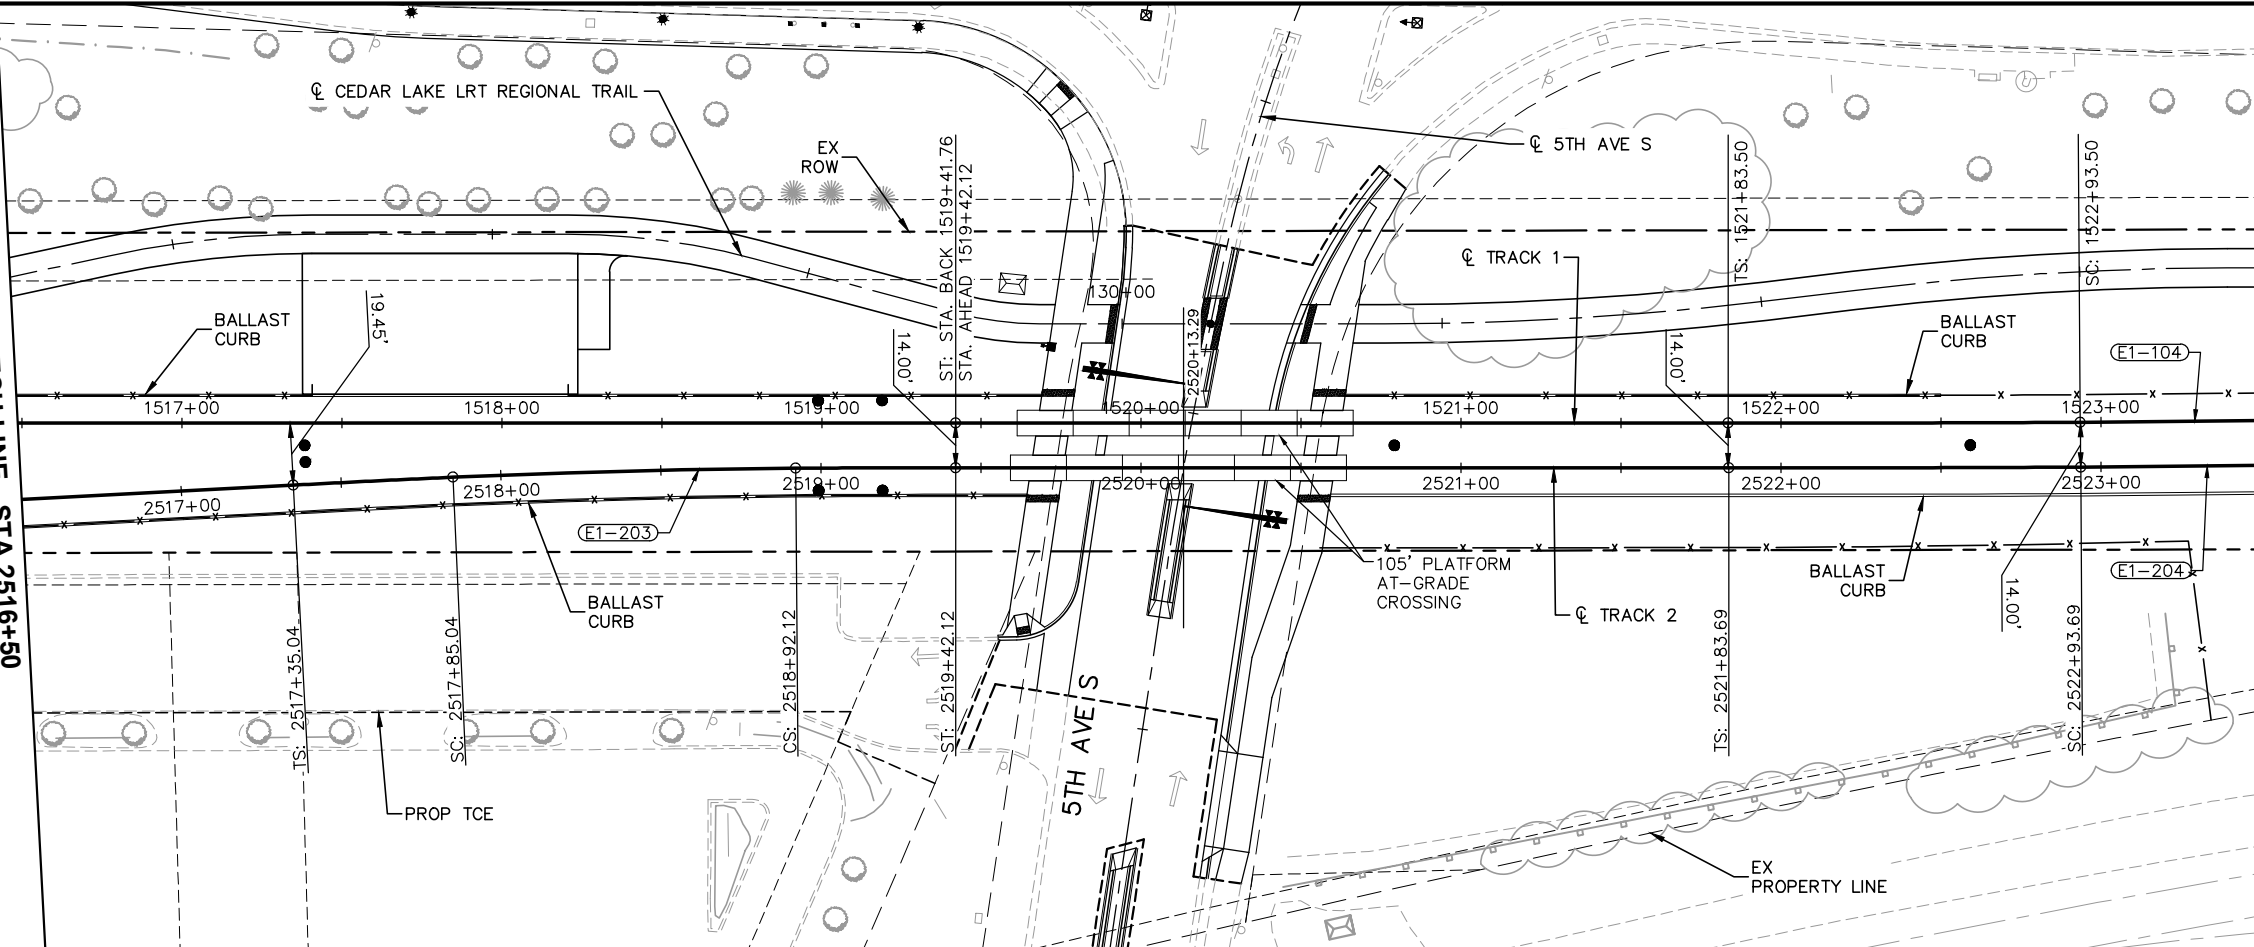 ℄ CEDAR LAKE LRT REGIONAL TRAIL
EX
ROW
℄ 5TH AVE S
ST: STA. BACK 1519+41.76
STA. AHEAD 1519+42.12
TS: 1521+83.50
SC: 1522+93.50
℄ TRACK 1
130+00
2520+13.29
BALLAST
CURB
19.45'
14.00'
14.00'
BALLAST
CURB
E1-104
1517+00
1518+00
1519+00
1520+00
1521+00
1522+00
1523+00
2517+00
2518+00
2519+00
2520+00
2521+00
2522+00
2523+00
E1-203
105' PLATFORM
AT-GRADE
CROSSING
BALLAST
CURB
E1-204
BALLAST
CURB
℄ TRACK 2
14.00'
STA 2516+50
TS: 2517+35.04
SC: 2517+85.04
CS: 2518+92.12
ST: 2519+42.12
TS: 2521+83.69
SC: 2522+93.69
5TH AVE S
PROP TCE
EX
PROPERTY LINE